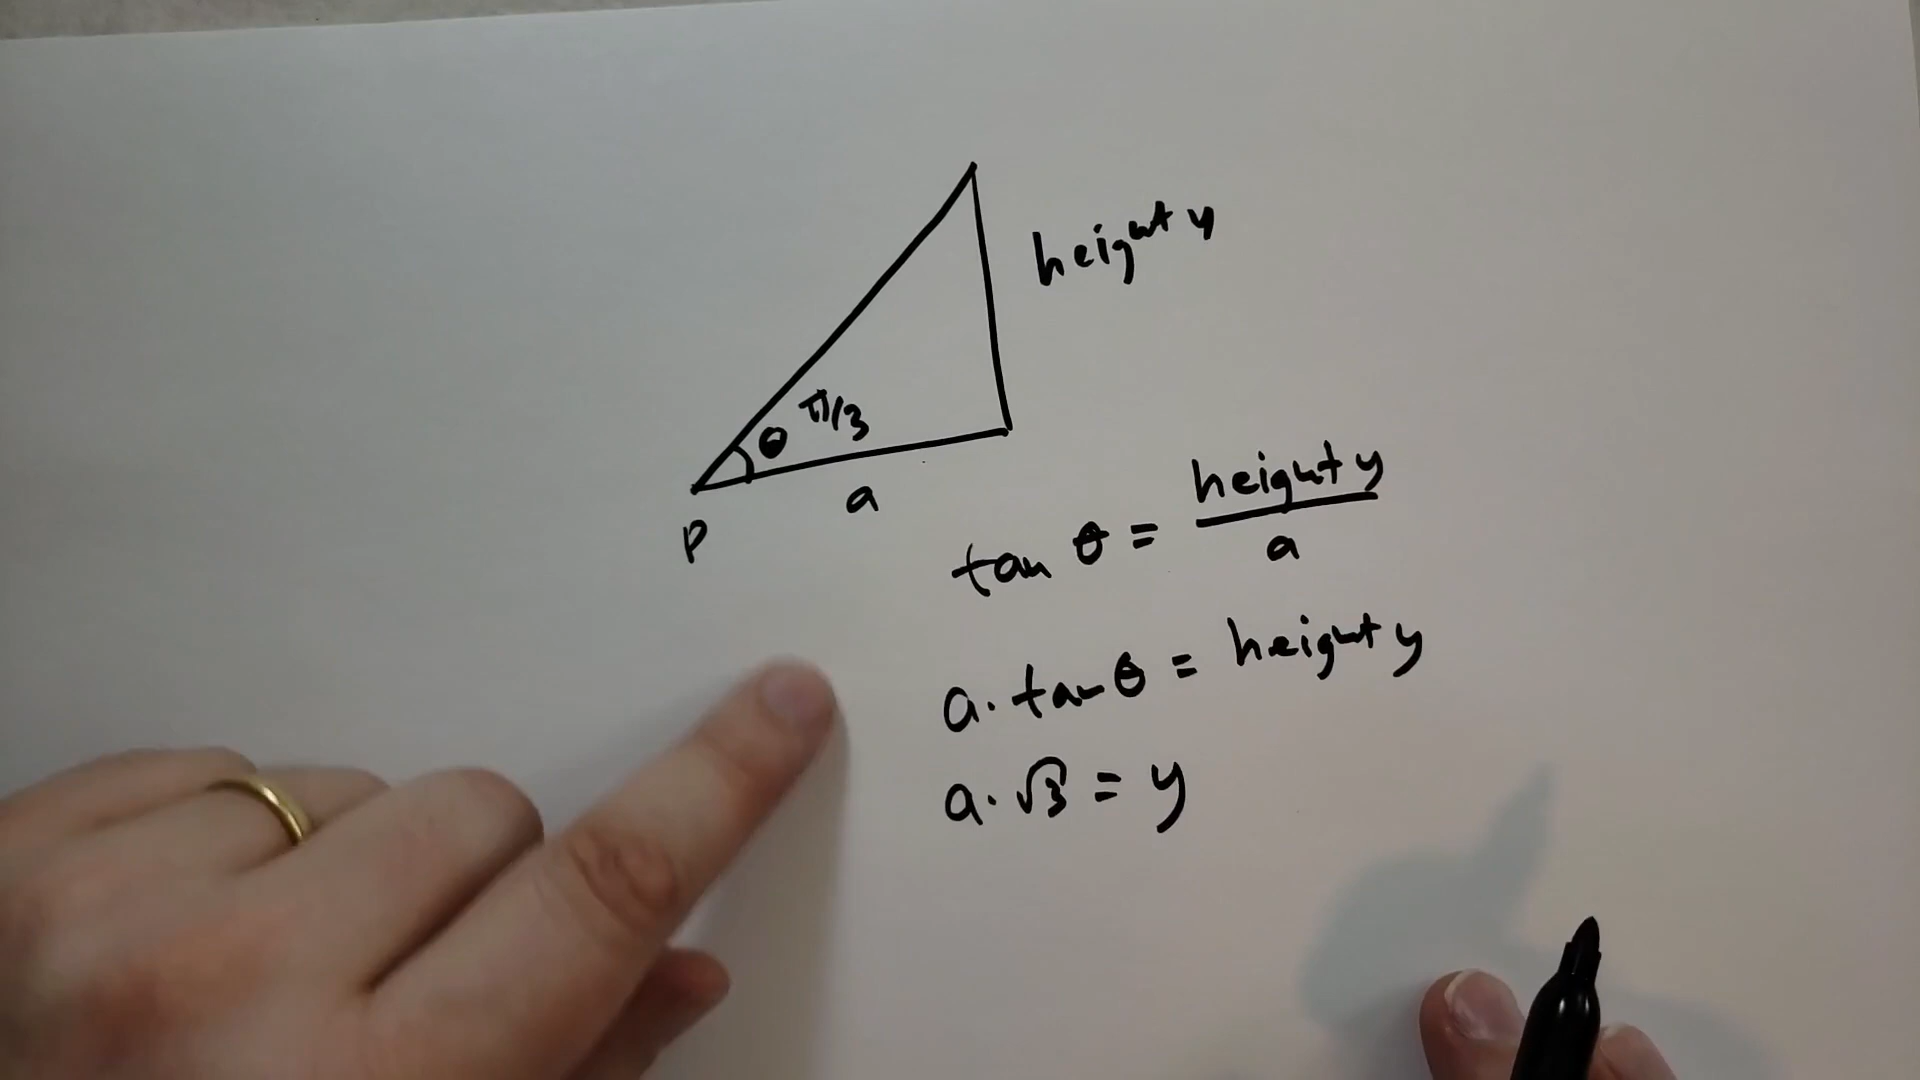 height y
θ π/3
a
P
tan θ = height y / a
a · tan θ = height y
a · √3 = y